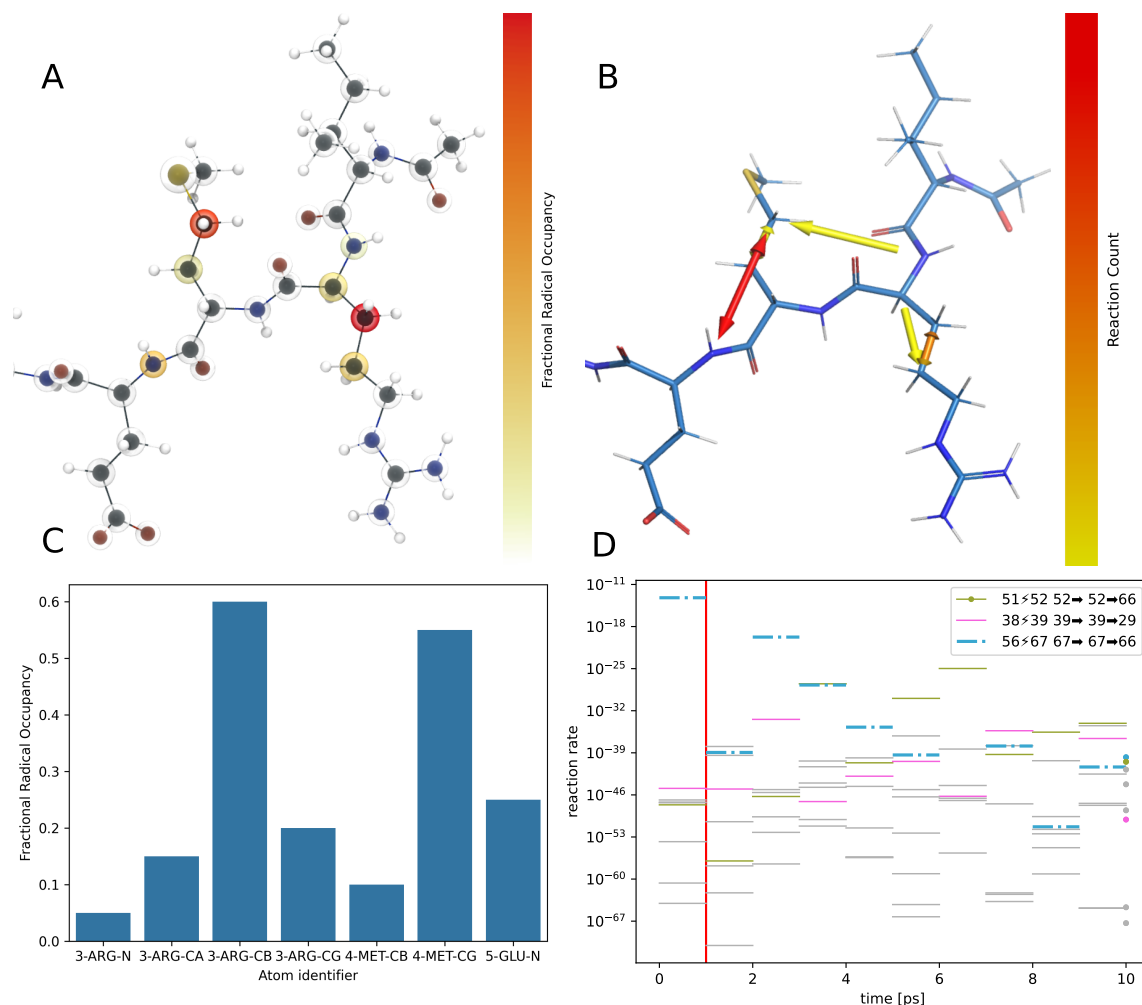 A
Fractional Radical Occupancy
B
Reaction Count
C
Fractional Radical Occupancy
0.6
0.5
0.4
0.3
0.2
0.1
0.0
3-ARG-N 3-ARG-CA 3-ARG-CB 3-ARG-CG 4-MET-CB 4-MET-CG 5-GLU-N
Atom identifier
D
reaction rate
10⁻¹¹
10⁻¹⁸
10⁻²⁵
10⁻³²
10⁻³⁹
10⁻⁴⁶
10⁻⁵³
10⁻⁶⁰
10⁻⁶⁷
51⚡52 52➡ 52➡66
38⚡39 39➡ 39➡29
56⚡67 67➡ 67➡66
0 2 4 6 8 10
time [ps]